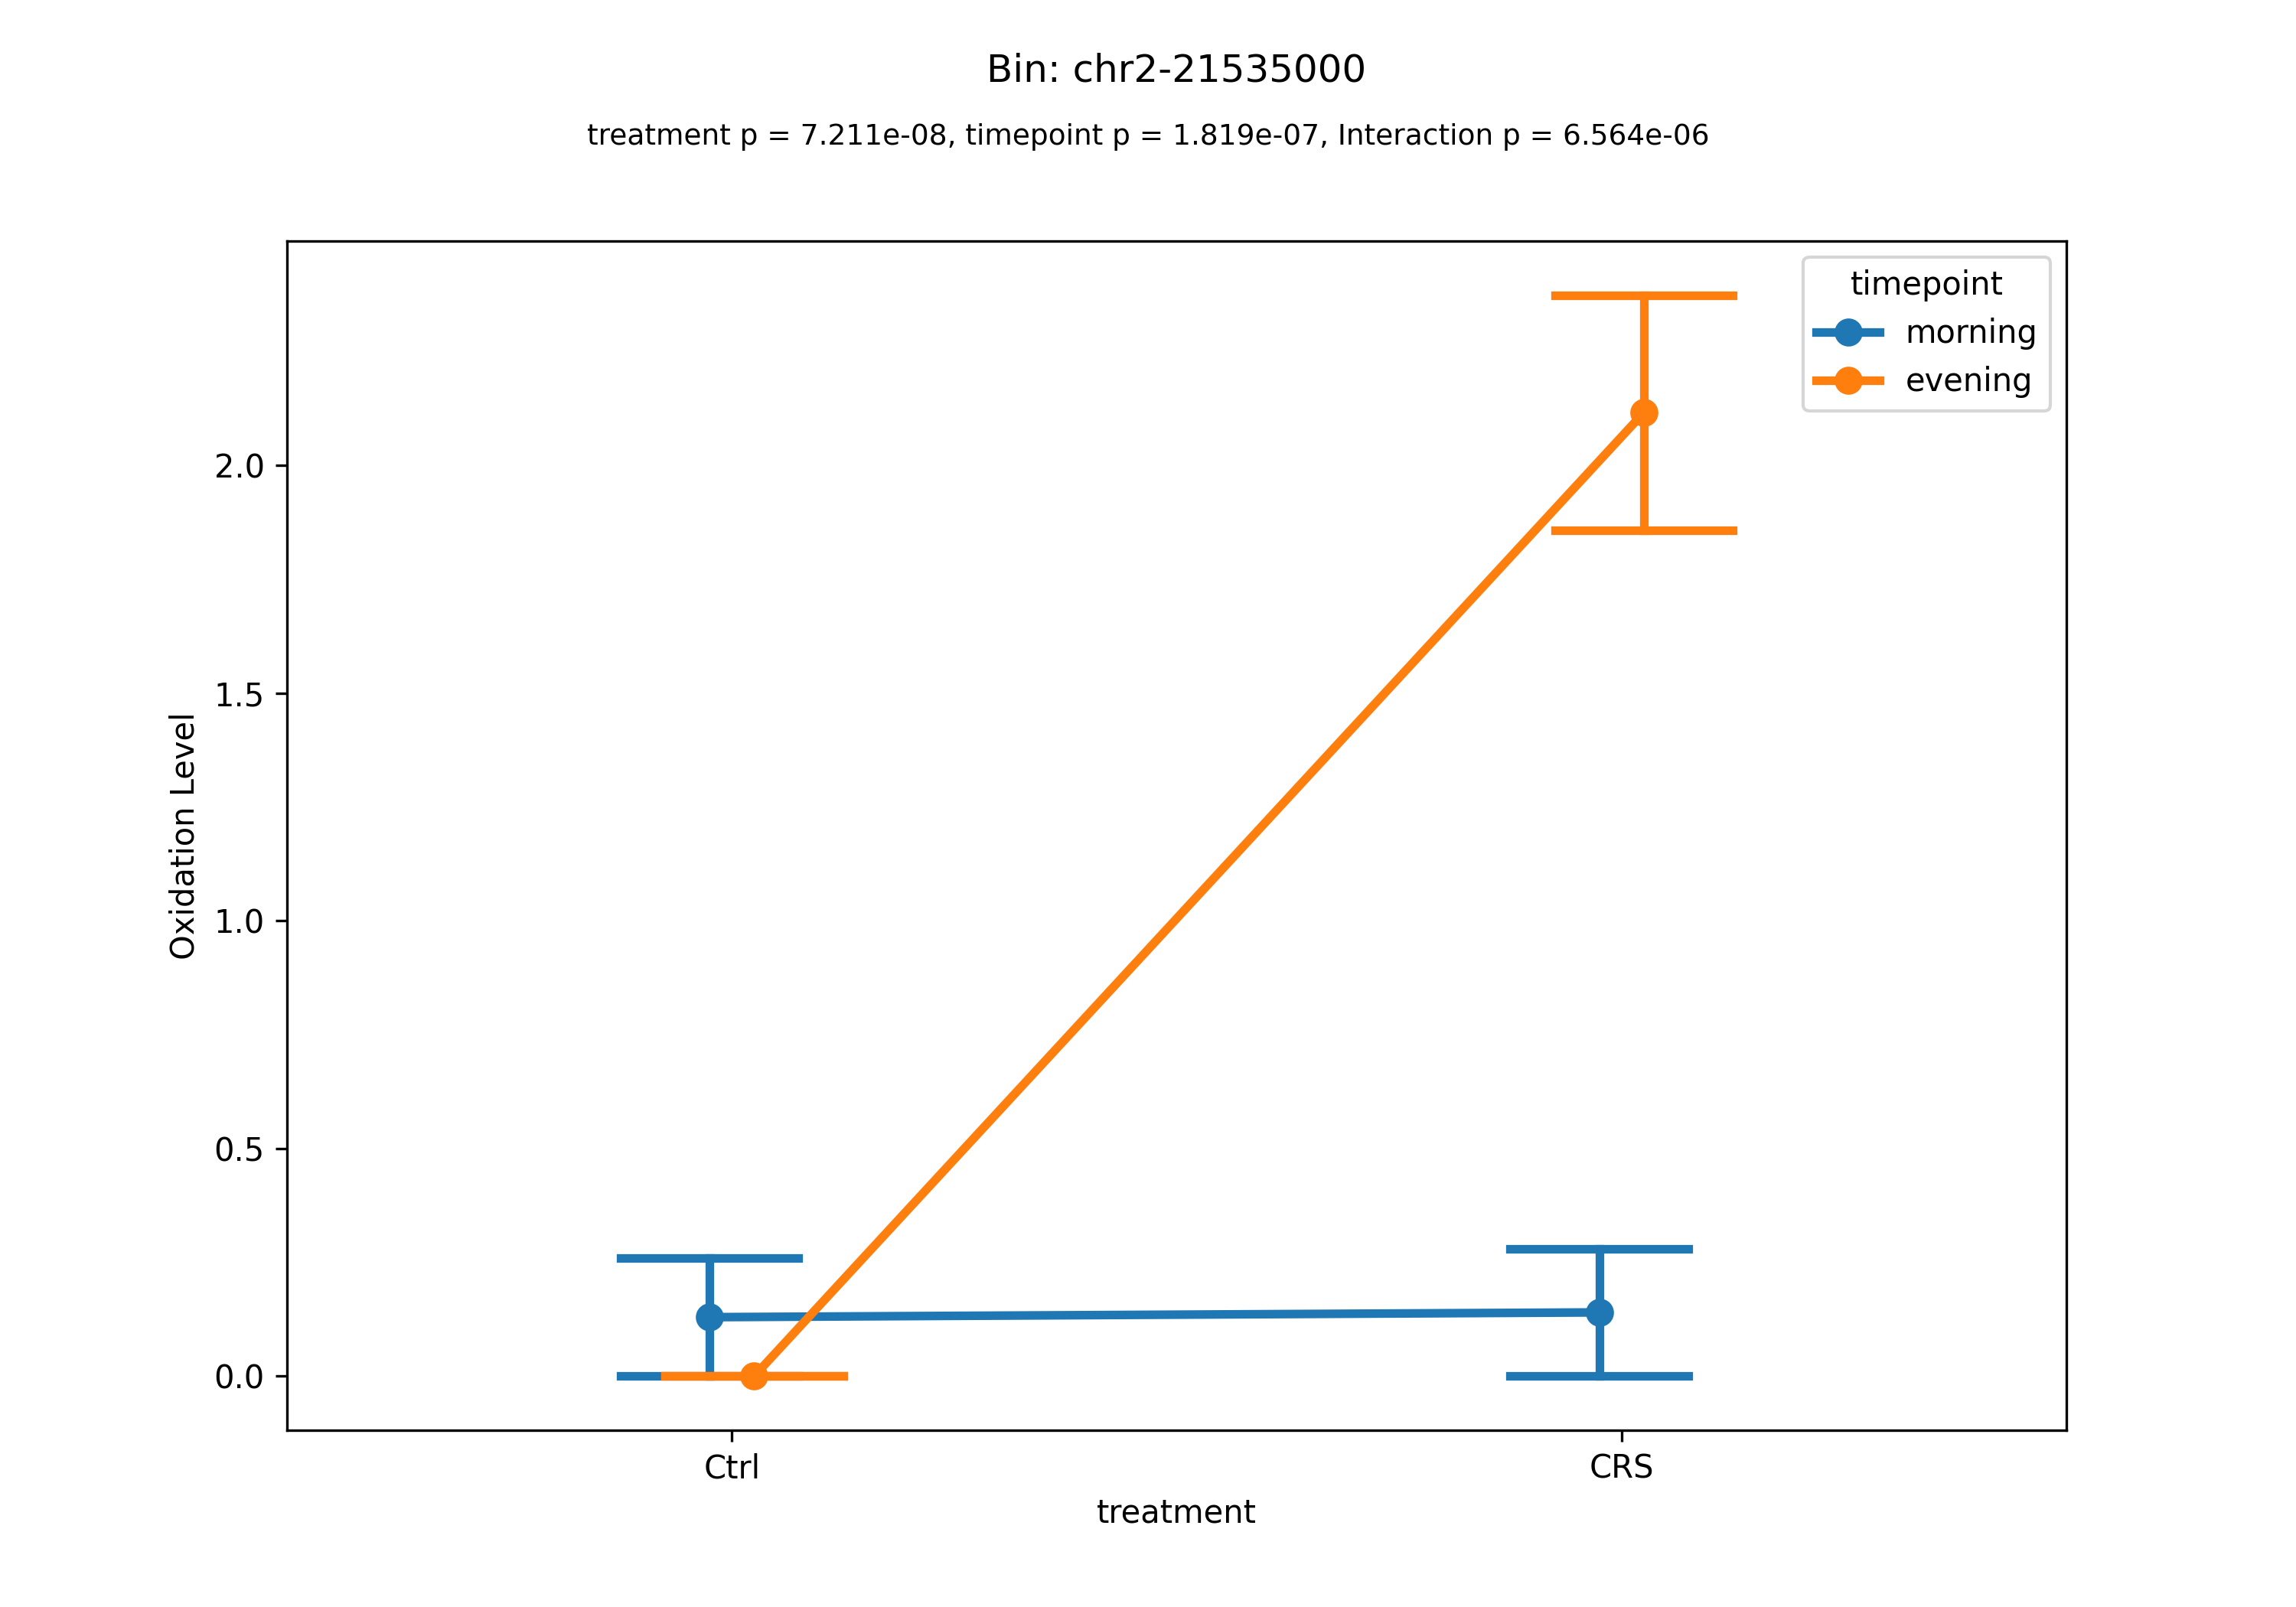 Bin: chr2-21535000
treatment p = 7.211e-08, timepoint p = 1.819e-07, Interaction p = 6.564e-06
timepoint
morning
evening
Oxidation Level
2.0
1.5
1.0
0.5
0.0
Ctrl
CRS
treatment